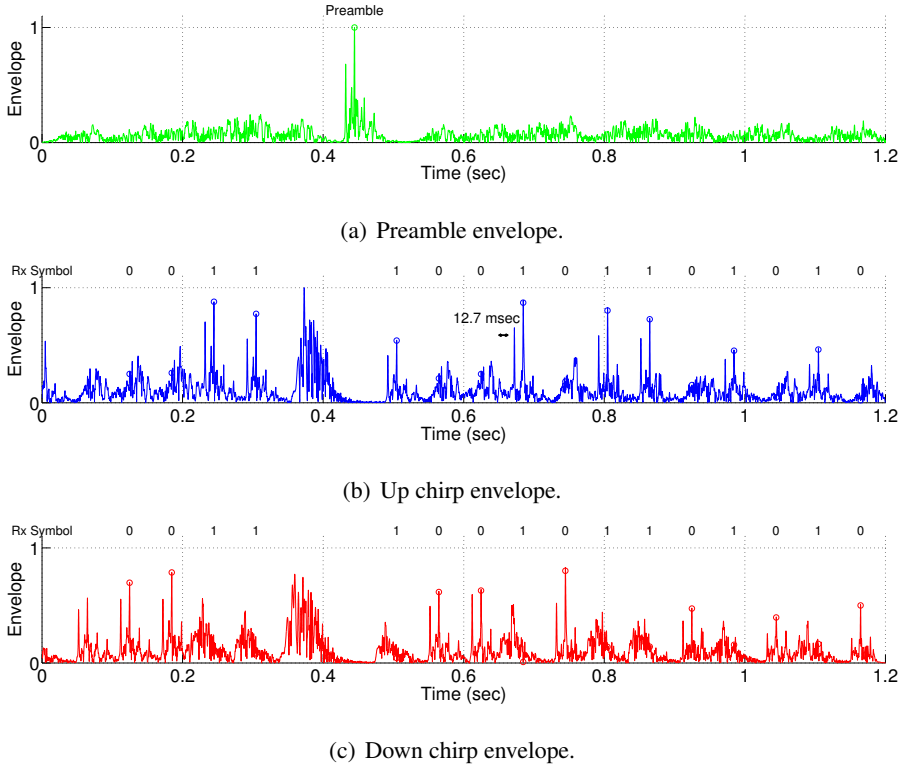 Preamble
1
Envelope
0
0 0.2 0.4 0.6 0.8 1 1.2
Time (sec)
(a) Preamble envelope.
Rx Symbol 0 0 1 1 1 0 0 1 0 1 1 0 1 0 1 0
1
12.7 msec
Envelope
0
0 0.2 0.4 0.6 0.8 1 1.2
Time (sec)
(b) Up chirp envelope.
Rx Symbol 0 0 1 1 1 0 0 1 0 1 1 0 1 0 1 0
1
Envelope
0
0 0.2 0.4 0.6 0.8 1 1.2
Time (sec)
(c) Down chirp envelope.